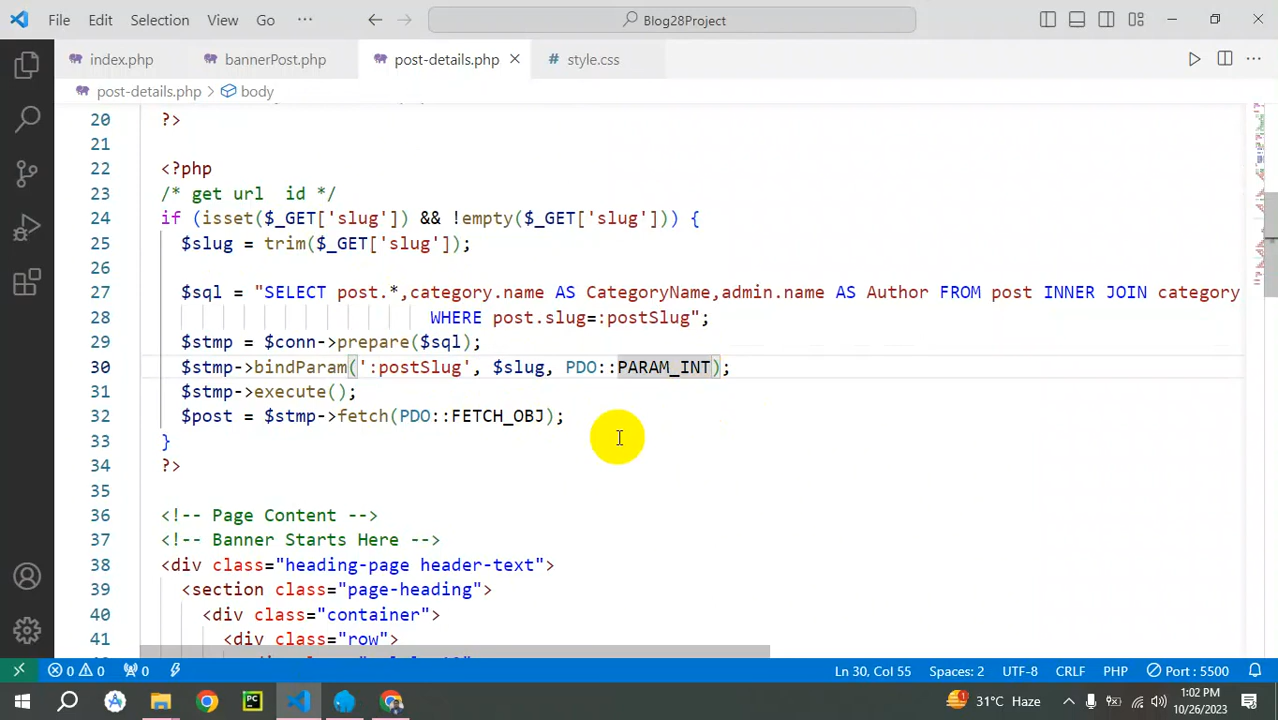 File Edit Selection View Go ··· Blog28Project
index.php bannerPost.php post-details.php style.css
post-details.php > body
20 ?>
21
22 <?php
23 /* get url id */
24 if (isset($_GET['slug']) && !empty($_GET['slug'])) {
25 $slug = trim($_GET['slug']);
26
27 $sql = "SELECT post.*,category.name AS CategoryName,admin.name AS Author FROM post INNER JOIN category
28 WHERE post.slug=:postSlug";
29 $stmp = $conn->prepare($sql);
30 $stmp->bindParam(':postSlug', $slug, PDO::PARAM_INT);
31 $stmp->execute();
32 $post = $stmp->fetch(PDO::FETCH_OBJ);
33 }
34 ?>
35
36 <!-- Page Content -->
37 <!-- Banner Starts Here -->
38 <div class="heading-page header-text">
39 <section class="page-heading">
40 <div class="container">
41 <div class="row">
0 0 0 Ln 30, Col 55 Spaces: 2 UTF-8 CRLF PHP Port : 5500
PC 31°C Haze 1:02 PM
10/26/2023